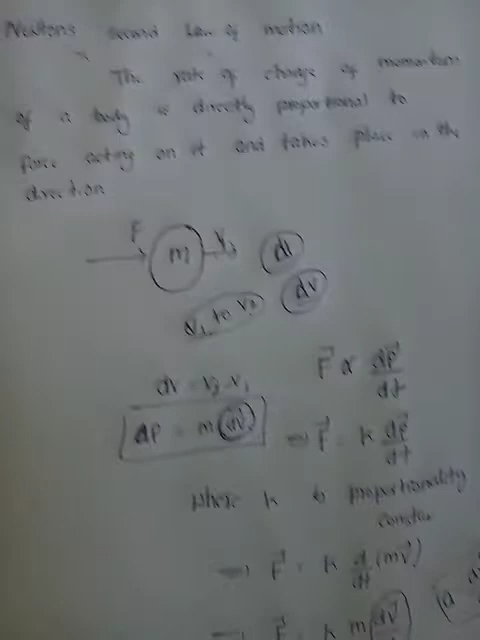 Newtons second law of motion
The rate of change of momentum
of a body is directly proportional to
force acting on it and takes place in the
direction
F m V₂ dt
V₁ to V₂ dv
dv = V₂ - V₁ F⃗ ∝ dP⃗/dt
dP = m(dv) ⇒ F⃗ = k dP⃗/dt
where k is proportionality
constan
⇒ F⃗ = k d/dt (mv⃗)
⇒ F⃗ = k m dv⃗ (a